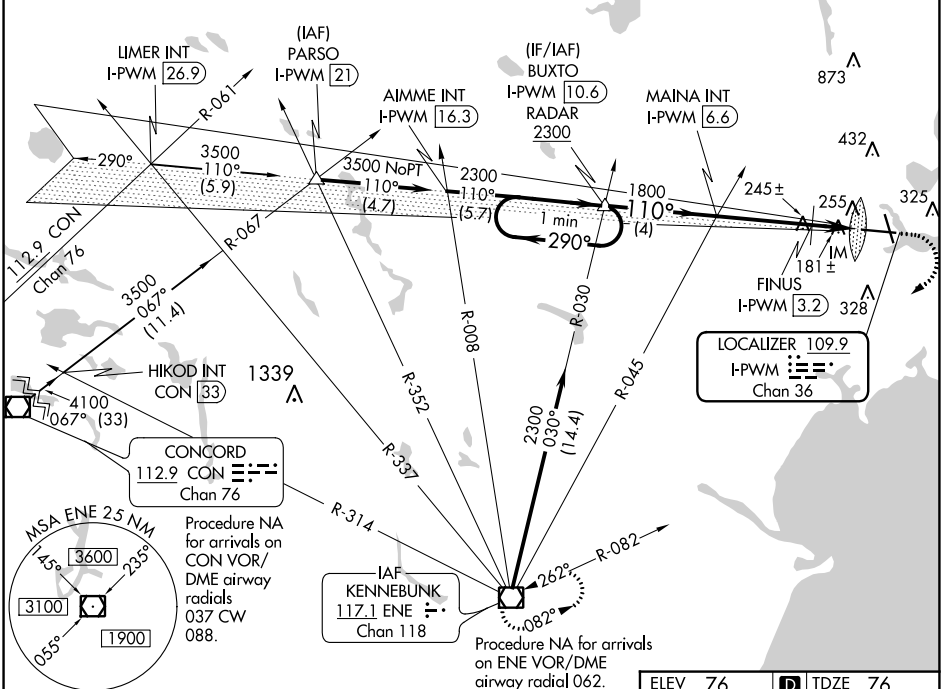 LIMER INT
I-PWM 26.9
(IAF)
PARSO
I-PWM 21
AIMME INT
I-PWM 16.3
(IF/IAF)
BUXTO
I-PWM 10.6
RADAR
2300
MAINA INT
I-PWM 6.6
873
432
325
R-061
290°
3500
110°
(5.9)
3500 NoPT
110°
(4.7)
2300
110°
(5.7)
1800
110°
(4)
245±
255
1 min
290°
IM
181±
FINUS
I-PWM 3.2
328
112.9 CON
Chan 76
R-067
3500
067°
(11.4)
R-008
R-030
R-045
LOCALIZER 109.9
I-PWM
Chan 36
HIKOD INT
CON 33
1339
4100
067° (33)
R-352
2300
030°
(14.4)
CONCORD
112.9 CON
Chan 76
R-337
R-314
MSA ENE 25 NM
145°
3600
235°
3100
1900
055°
Procedure NA
for arrivals on
CON VOR/
DME airway
radials
037 CW
088.
IAF
KENNEBUNK
117.1 ENE
Chan 118
262°
R-082
082°
Procedure NA for arrivals
on ENE VOR/DME
airway radial 062.
ELEV 76
D TDZE 76